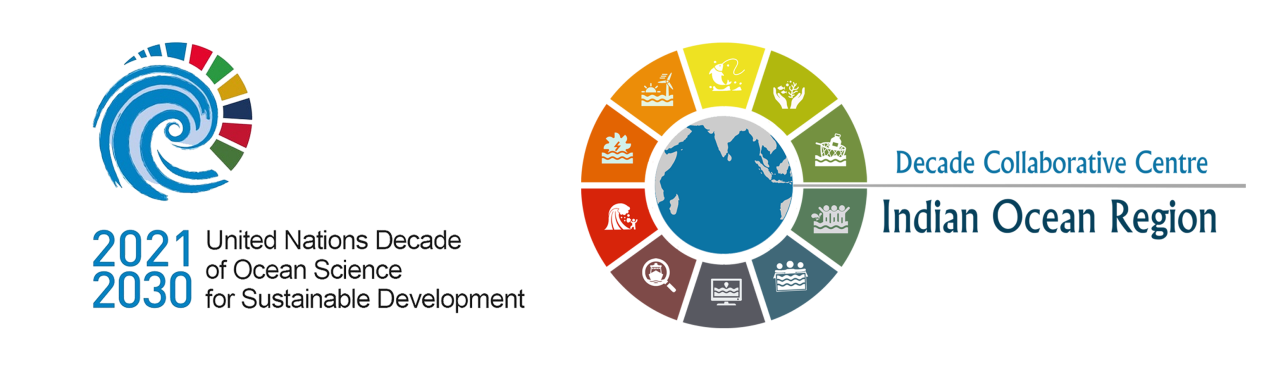 2021
2030
United Nations Decade
of Ocean Science
for Sustainable Development
Decade Collaborative Centre
Indian Ocean Region